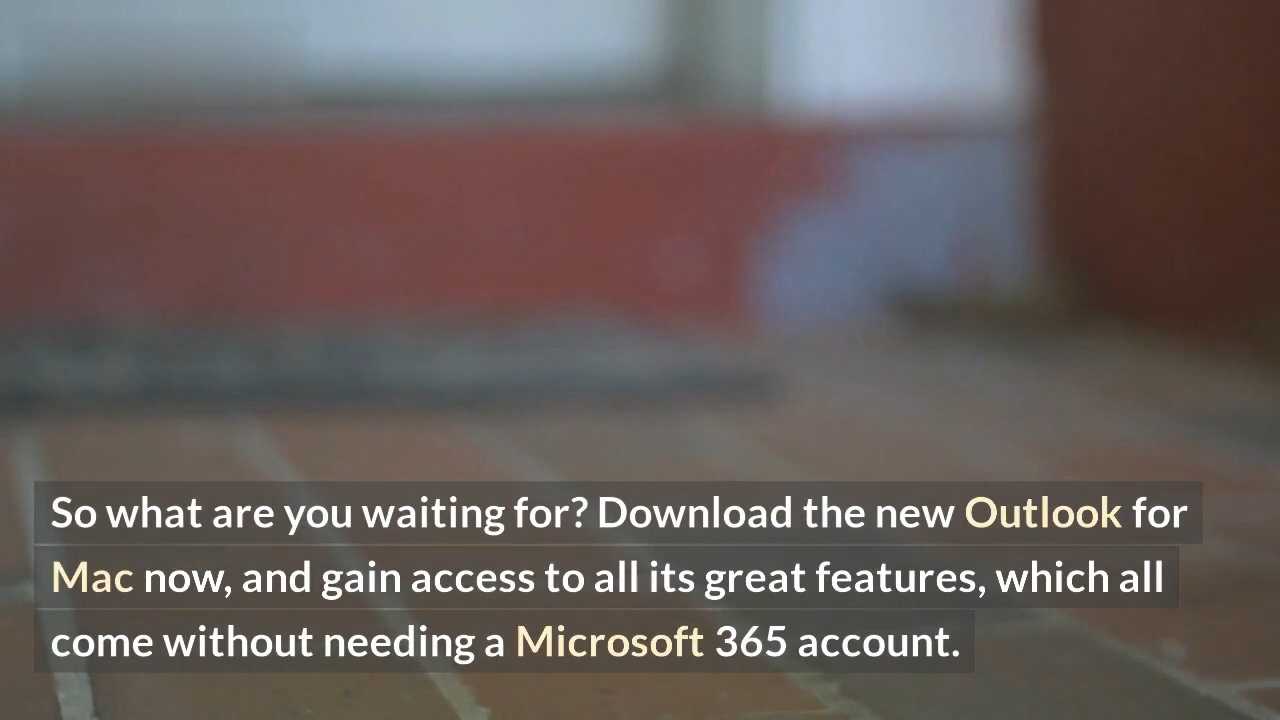 So what are you waiting for? Download the new Outlook for
Mac now, and gain access to all its great features, which all
come without needing a Microsoft 365 account.